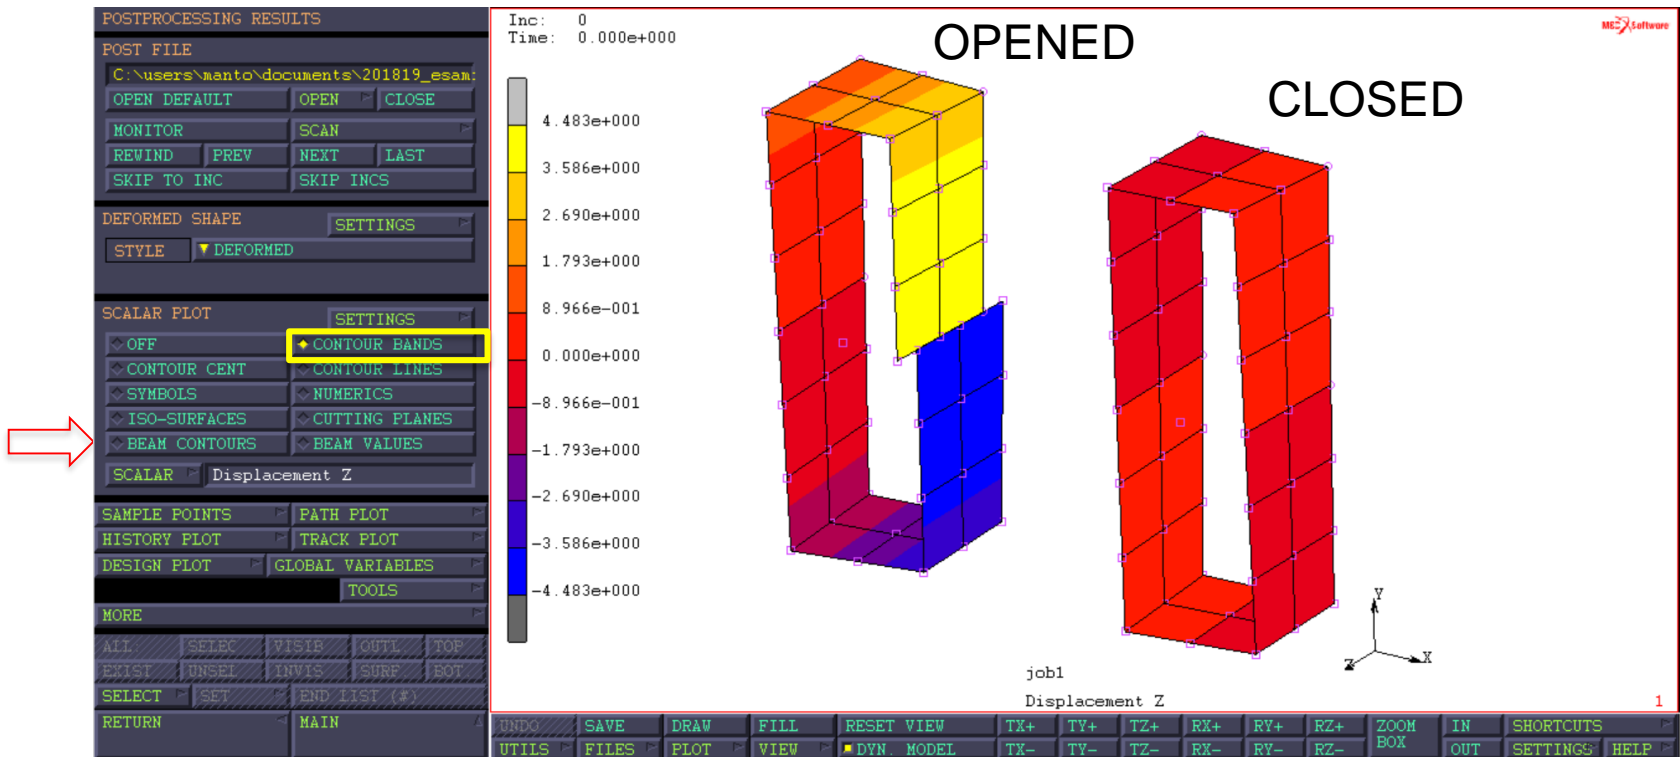 POSTPROCESSING RESULTS
POST FILE
C:\users\manto\documents\201819_esam:
OPEN DEFAULT OPEN CLOSE
MONITOR SCAN
REWIND PREV NEXT LAST
SKIP TO INC SKIP INCS
DEFORMED SHAPE
SETTINGS
STYLE DEFORMED
SCALAR PLOT
SETTINGS
OFF CONTOUR BANDS
CONTOUR CENT CONTOUR LINES
SYMBOLS NUMERICS
ISO-SURFACES CUTTING PLANES
BEAM CONTOURS BEAM VALUES
SCALAR Displacement Z
SAMPLE POINTS PATH PLOT
HISTORY PLOT TRACK PLOT
DESIGN PLOT GLOBAL VARIABLES
TOOLS
MORE
ALL: SELEC VISIB OUTL TOP
EXIST UNSEL INVIS SURF BOT
SELECT SET END LIST (#)
RETURN MAIN
Inc: 0
Time: 0.000e+000
OPENED
CLOSED
MSC Software
4.483e+000
3.586e+000
2.690e+000
1.793e+000
8.966e-001
0.000e+000
-8.966e-001
-1.793e+000
-2.690e+000
-3.586e+000
-4.483e+000
Y
X
Z
job1
Displacement Z
1
UNDO SAVE DRAW FILL RESET VIEW TX+ TY+ TZ+ RX+ RY+ RZ+ ZOOM BOX IN SHORTCUTS
UTILS FILES PLOT VIEW DYN. MODEL TX- TY- TZ- RX- RY- RZ- OUT SETTINGS HELP